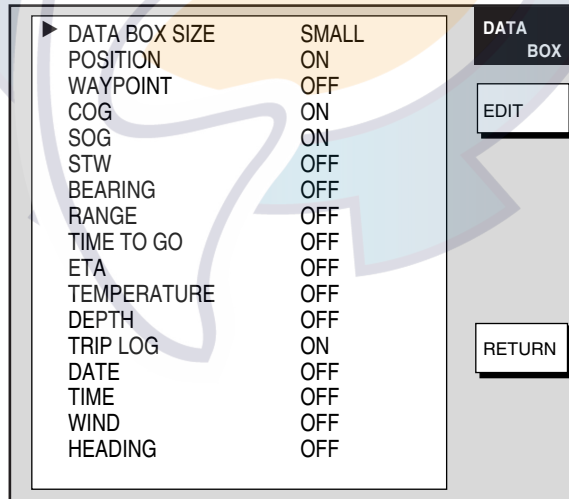 ▶ DATA BOX SIZE SMALL
POSITION ON
WAYPOINT OFF
COG ON
SOG ON
STW OFF
BEARING OFF
RANGE OFF
TIME TO GO OFF
ETA OFF
TEMPERATURE OFF
DEPTH OFF
TRIP LOG ON
DATE OFF
TIME OFF
WIND OFF
HEADING OFF
DATA
BOX
EDIT
RETURN